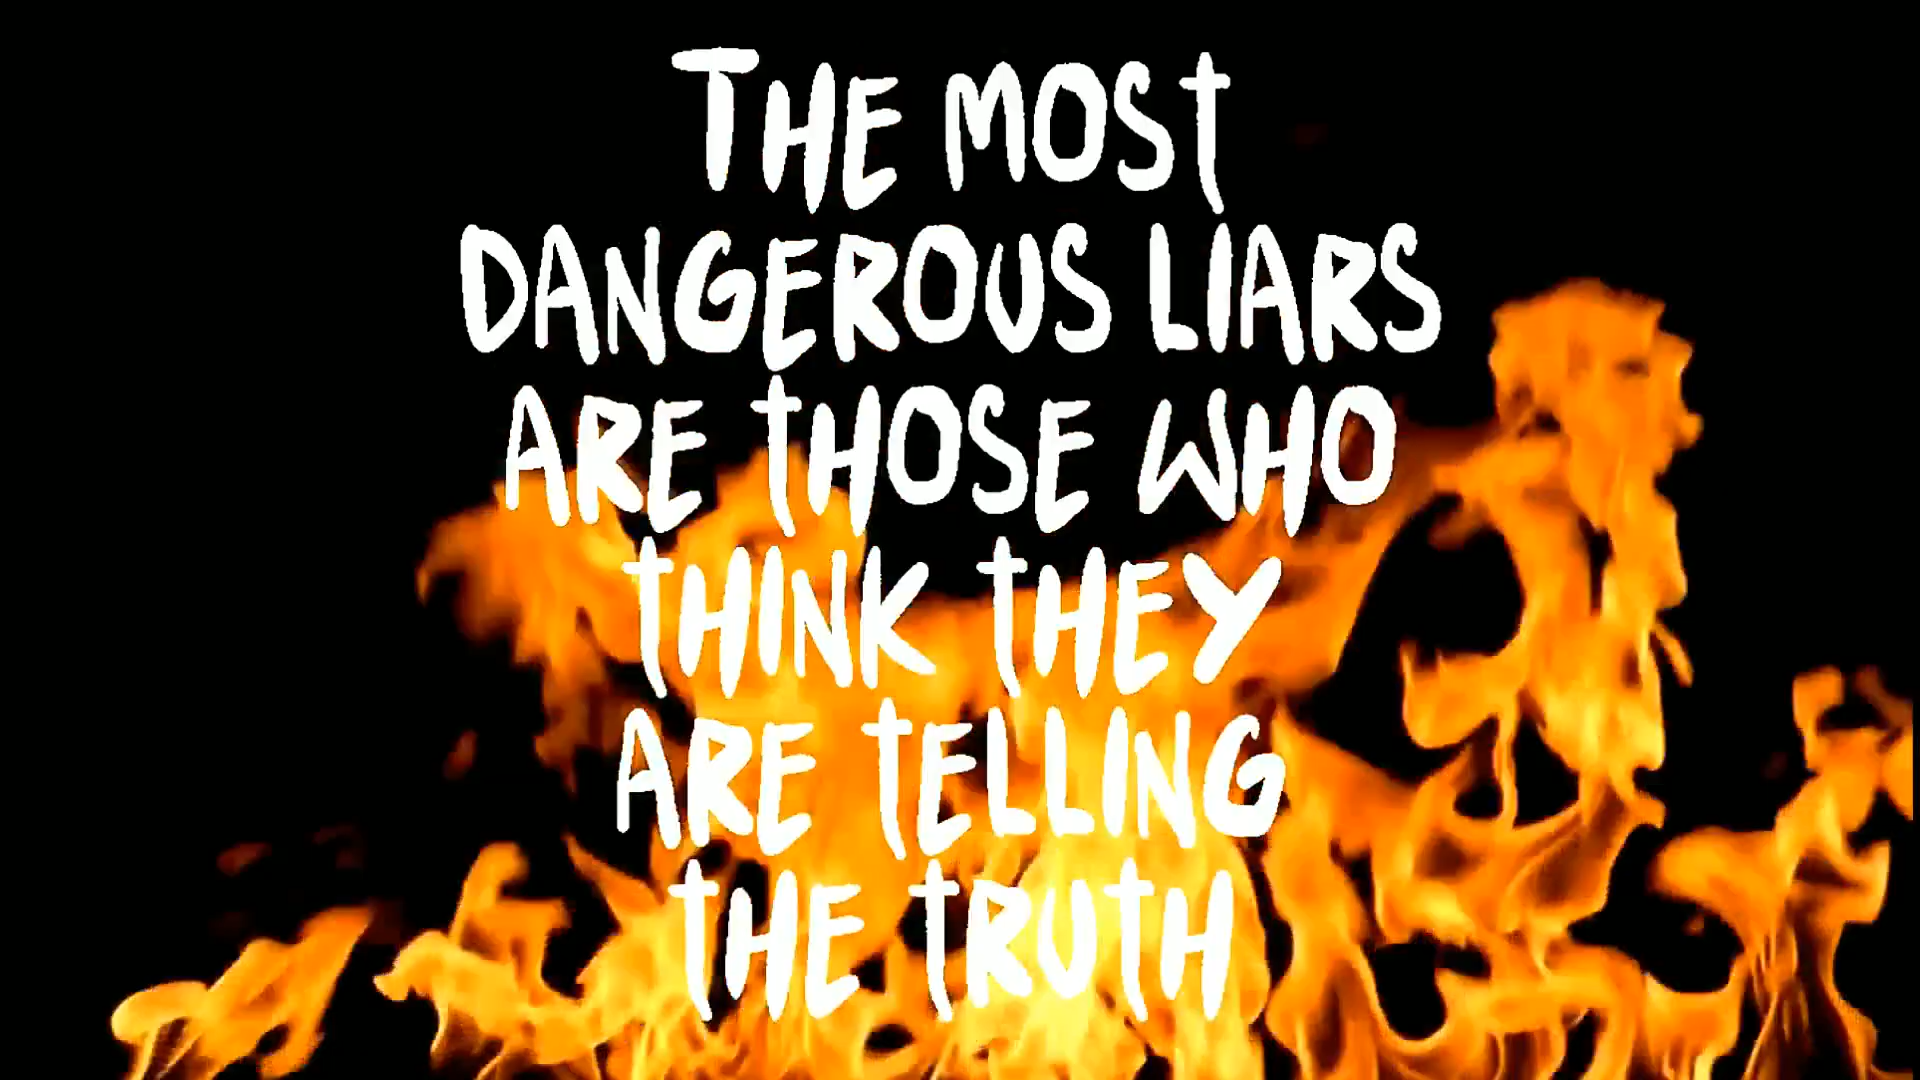 THE MOST
DANGEROUS LIARS
ARE THOSE WHO
THINK THEY
ARE TELLING
THE TRUTH